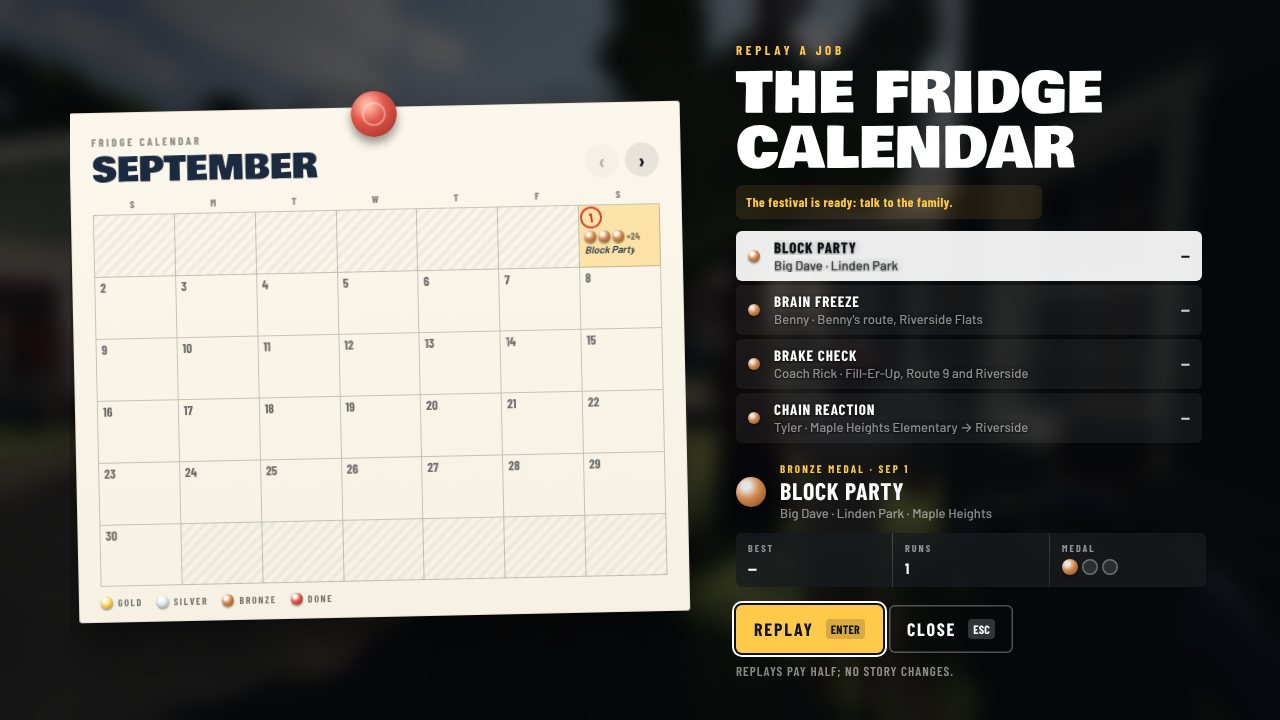 FRIDGE CALENDAR
SEPTEMBER
‹ ›
S M T W T F S
1
+24
Block Party
2 3 4 5 6 7 8
9 10 11 12 13 14 15
16 17 18 19 20 21 22
23 24 25 26 27 28 29
30
GOLD SILVER BRONZE DONE
REPLAY A JOB
THE FRIDGE
CALENDAR
The festival is ready: talk to the family.
BLOCK PARTY
Big Dave · Linden Park –
BRAIN FREEZE
Benny · Benny's route, Riverside Flats –
BRAKE CHECK
Coach Rick · Fill-Er-Up, Route 9 and Riverside –
CHAIN REACTION
Tyler · Maple Heights Elementary → Riverside –
BRONZE MEDAL · SEP 1
BLOCK PARTY
Big Dave · Linden Park · Maple Heights
BEST RUNS MEDAL
– 1
REPLAY ENTER CLOSE ESC
REPLAYS PAY HALF; NO STORY CHANGES.